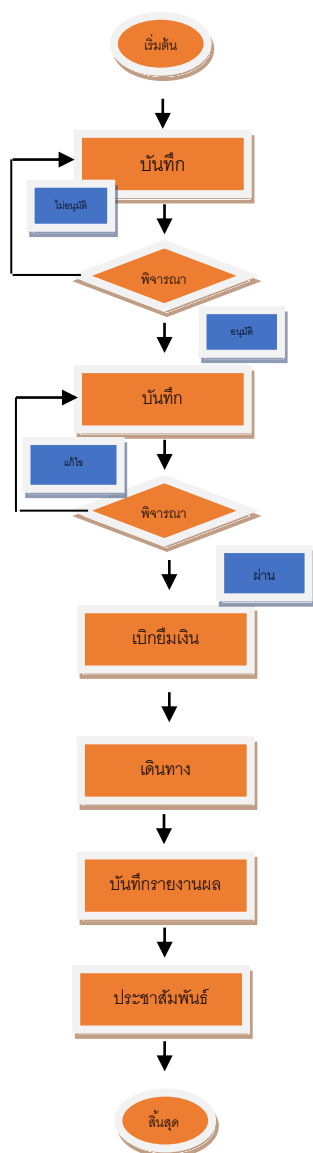 เริ่มต้น
บันทึก
ไม่อนุมัติ
พิจารณา
อนุมัติ
บันทึก
แก้ไข
พิจารณา
ผ่าน
เบิกยืมเงิน
เดินทาง
บันทึกรายงานผล
ประชาสัมพันธ์
สิ้นสุด